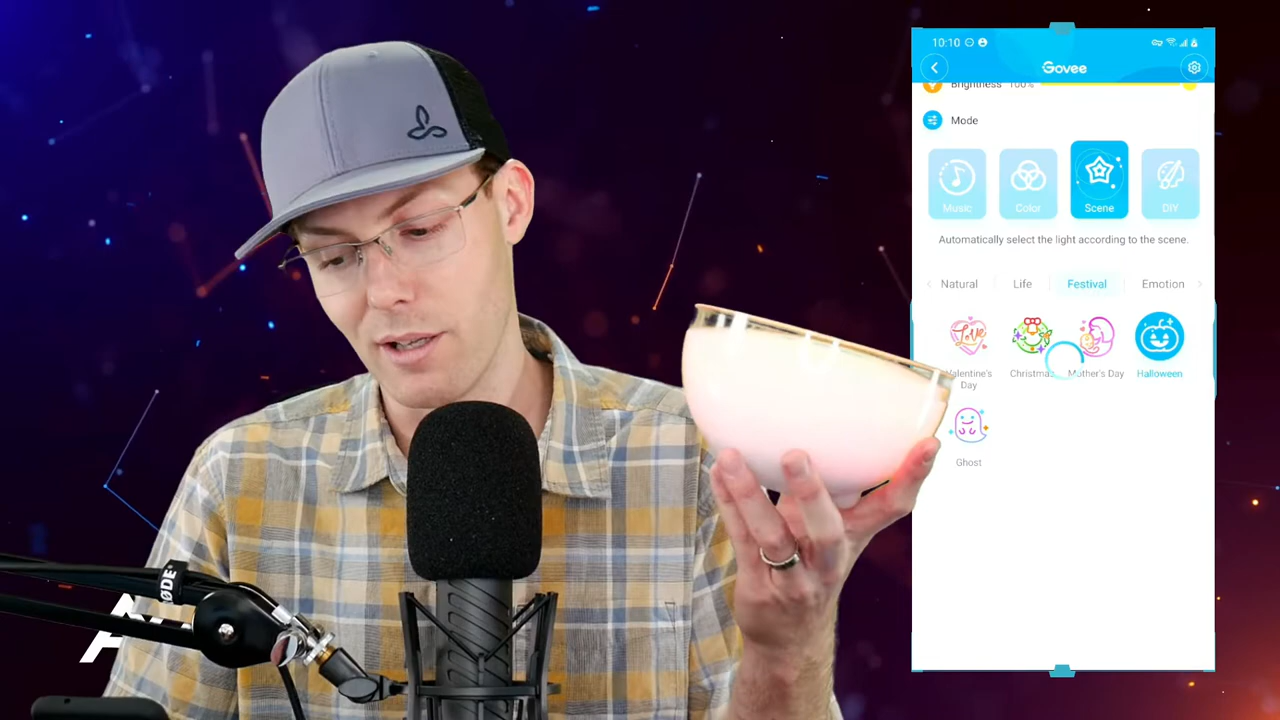 10:10
Govee
Brightness 100%
Mode
Music
Color
Scene
DIY
Automatically select the light according to the scene.
Natural
Life
Festival
Emotion
Love
Valentine's Day
Christmas
Mother's Day
Halloween
Ghost
RØDE
A